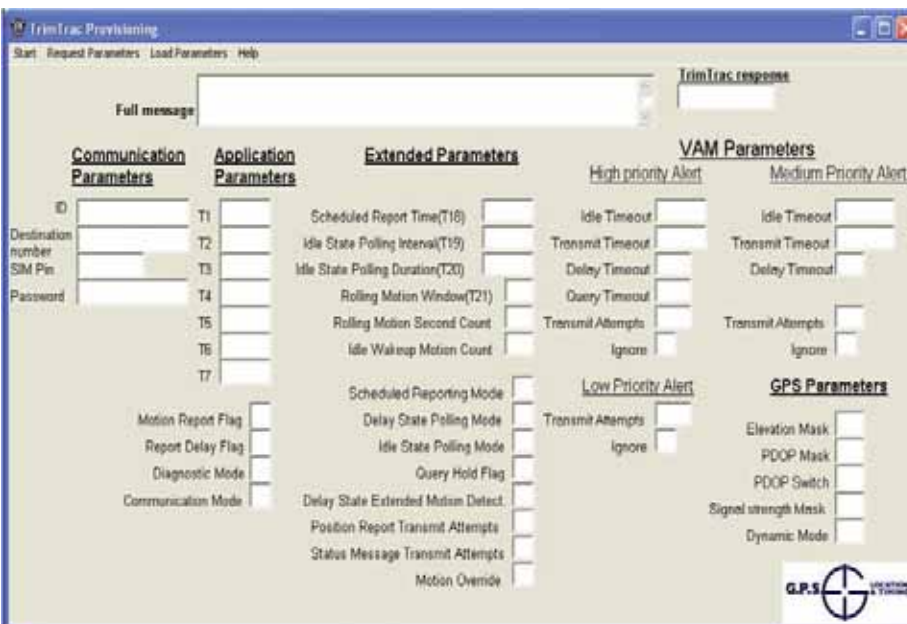 TrimTrac Provisioning
Start Request Parameters Load Parameters Help
Full message
TrimTrac response
Communication Parameters
ID
Destination number
SIM Pin
Password
Application Parameters
T1
T2
T3
T4
T5
T6
T7
Motion Report Flag
Report Delay Flag
Diagnostic Mode
Communication Mode
Extended Parameters
Scheduled Report Time(T18)
Idle State Polling Interval(T19)
Idle State Polling Duration(T20)
Rolling Motion Window(T21)
Rolling Motion Second Count
Idle Wakeup Motion Count
Scheduled Reporting Mode
Delay State Polling Mode
Idle State Polling Mode
Query Hold Flag
Delay State Extended Motion Detect.
Position Report Transmit Attempts
Status Message Transmit Attempts
Motion Override
VAM Parameters
High priority Alert
Idle Timeout
Transmit Timeout
Delay Timeout
Query Timeout
Transmit Attempts
Ignore
Medium Priority Alert
Idle Timeout
Transmit Timeout
Delay Timeout
Transmit Attempts
Ignore
Low Priority Alert
Transmit Attempts
Ignore
GPS Parameters
Elevation Mask
PDOP Mask
PDOP Switch
Signal strength Mask
Dynamic Mode
G.P.S
LOCATION
& TIMING